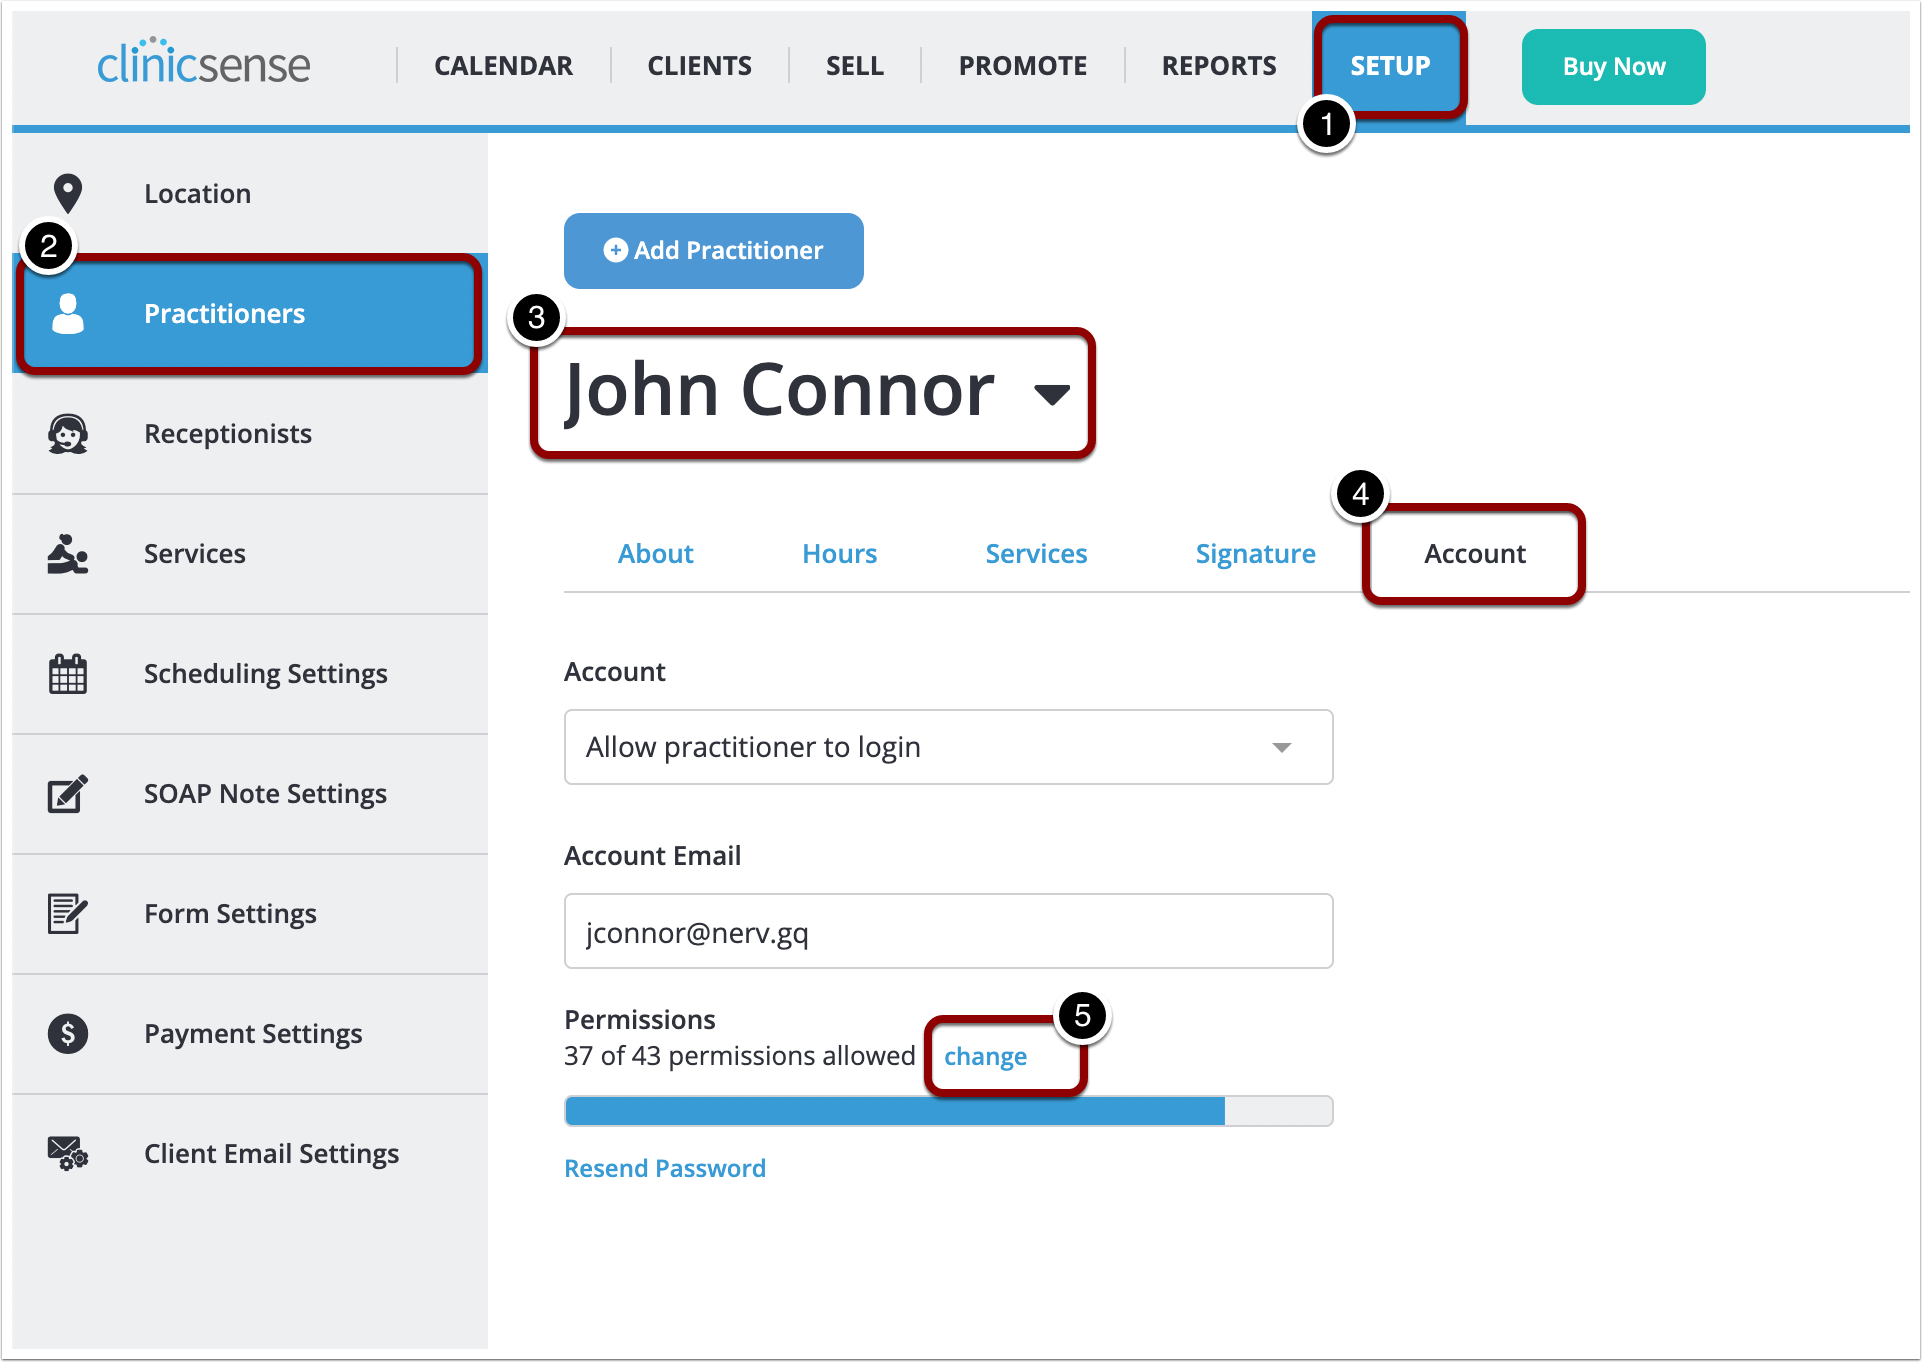 clinicsense
CALENDAR
CLIENTS
SELL
PROMOTE
REPORTS
SETUP
Buy Now
1
Location
2
Practitioners
Receptionists
Services
Scheduling Settings
SOAP Note Settings
Form Settings
Payment Settings
Client Email Settings
Add Practitioner
3
John Connor
4
About
Hours
Services
Signature
Account
Account
Allow practitioner to login
Account Email
jconnor@nerv.gq
Permissions
5
37 of 43 permissions allowed change
Resend Password